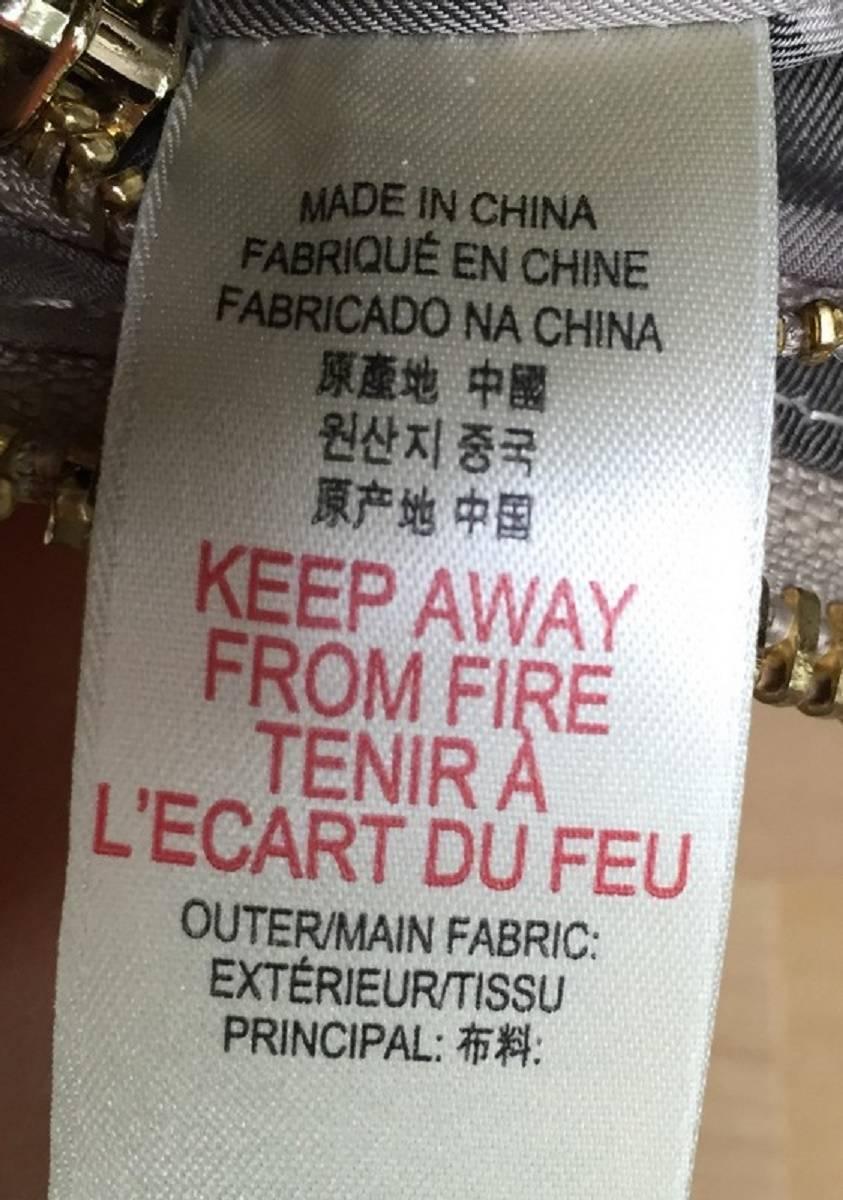 MADE IN CHINA
FABRIQUÉ EN CHINE
FABRICADO NA CHINA
原產地 中國
원산지 중국
原产地 中国
KEEP AWAY
FROM FIRE
TENIR À
L'ECART DU FEU
OUTER/MAIN FABRIC:
EXTÉRIEUR/TISSU
PRINCIPAL: 布料: